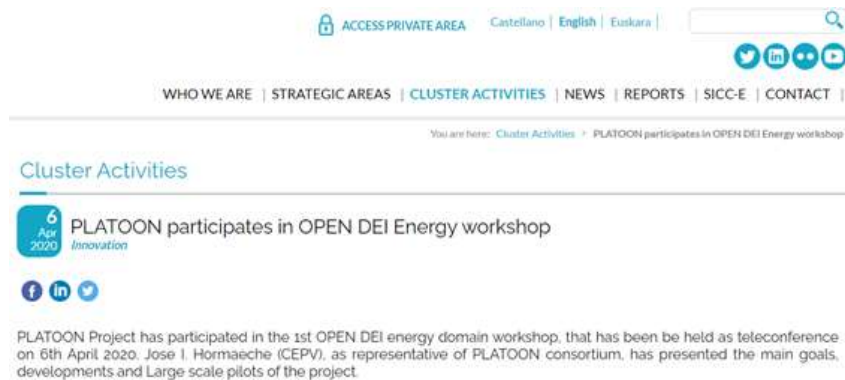 ACCESS PRIVATE AREA Castellano | English | Euskara |
WHO WE ARE | STRATEGIC AREAS | CLUSTER ACTIVITIES | NEWS | REPORTS | SICC-E | CONTACT |
You are here: Cluster Activities > PLATOON participates in OPEN DEI Energy workshop
Cluster Activities
6
Apr
2020
PLATOON participates in OPEN DEI Energy workshop
Innovation
PLATOON Project has participated in the 1st OPEN DEI energy domain workshop, that has been be held as teleconference
on 6th April 2020. Jose I. Hormaeche (CEPV), as representative of PLATOON consortium, has presented the main goals,
developments and Large scale pilots of the project.